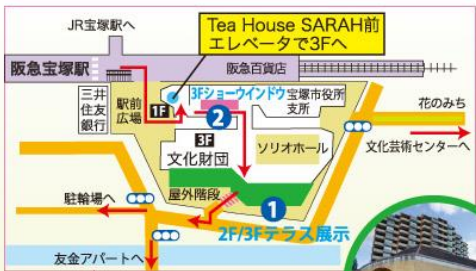 JR宝塚駅へ
Tea House SARAH前
エレベータで3Fへ
阪急宝塚駅
阪急百貨店
三井
住友
銀行
駅前
広場
1F
3Fショーウインドウ
2
宝塚市役所
支所
花のみち
3F
文化財団
ソリオホール
文化芸術センターへ
駐輪場へ
屋外階段
1
2F/3Fテラス展示
友金アパートへ